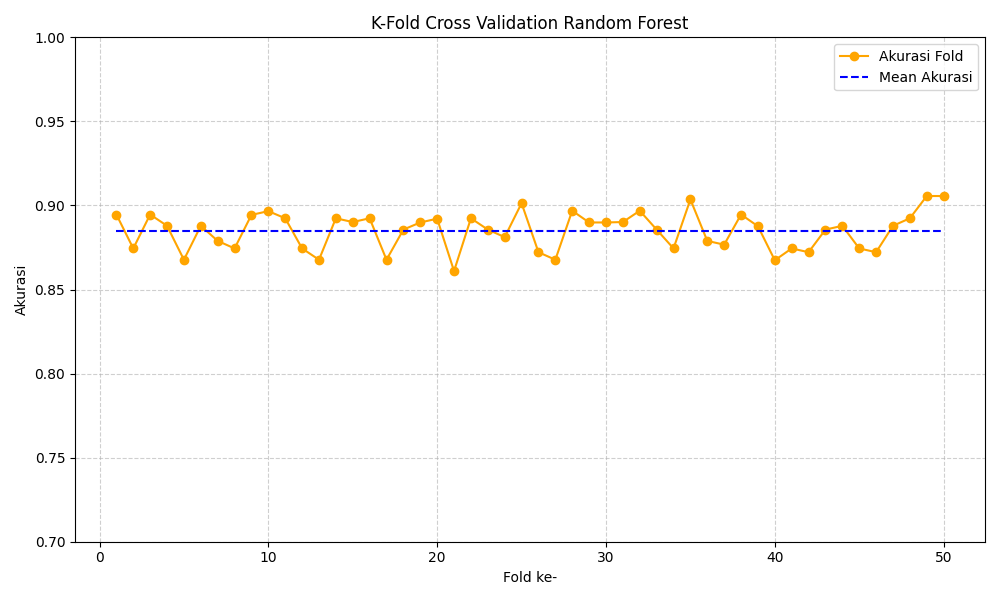 K-Fold Cross Validation Random Forest
Akurasi Fold
Mean Akurasi
Akurasi
1.00
0.95
0.90
0.85
0.80
0.75
0.70
0 10 20 30 40 50
Fold ke-